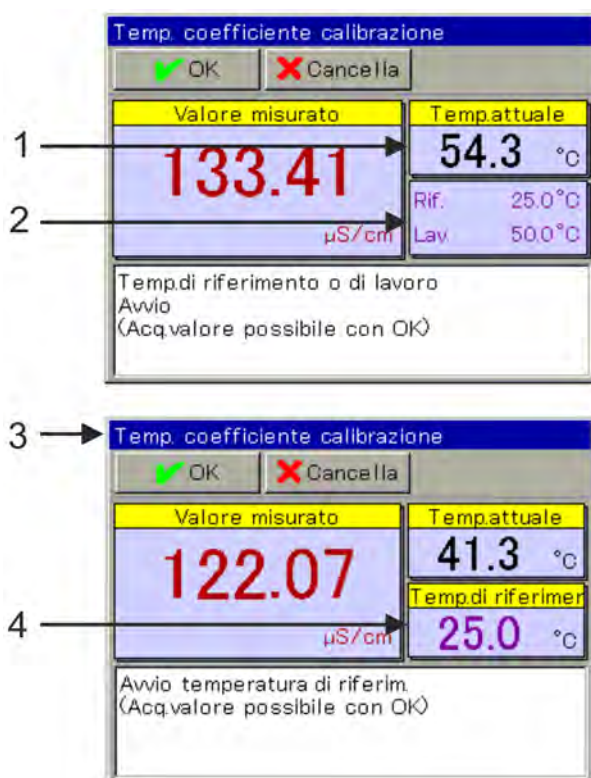 Temp. coefficiente calibrazione
OK Cancella
Valore misurato Temp.attuale
1 133.41 54.3 °C
2 µS/cm Rif. 25.0°C
Lav 50.0°C
Temp.di riferimento o di lavoro
Avvio
(Acq.valore possibile con OK)
3 Temp. coefficiente calibrazione
OK Cancella
Valore misurato Temp.attuale
122.07 41.3 °C
Temp.di riferimer
4 µS/cm 25.0 °C
Avvio temperatura di riferim.
(Acq.valore possibile con OK)